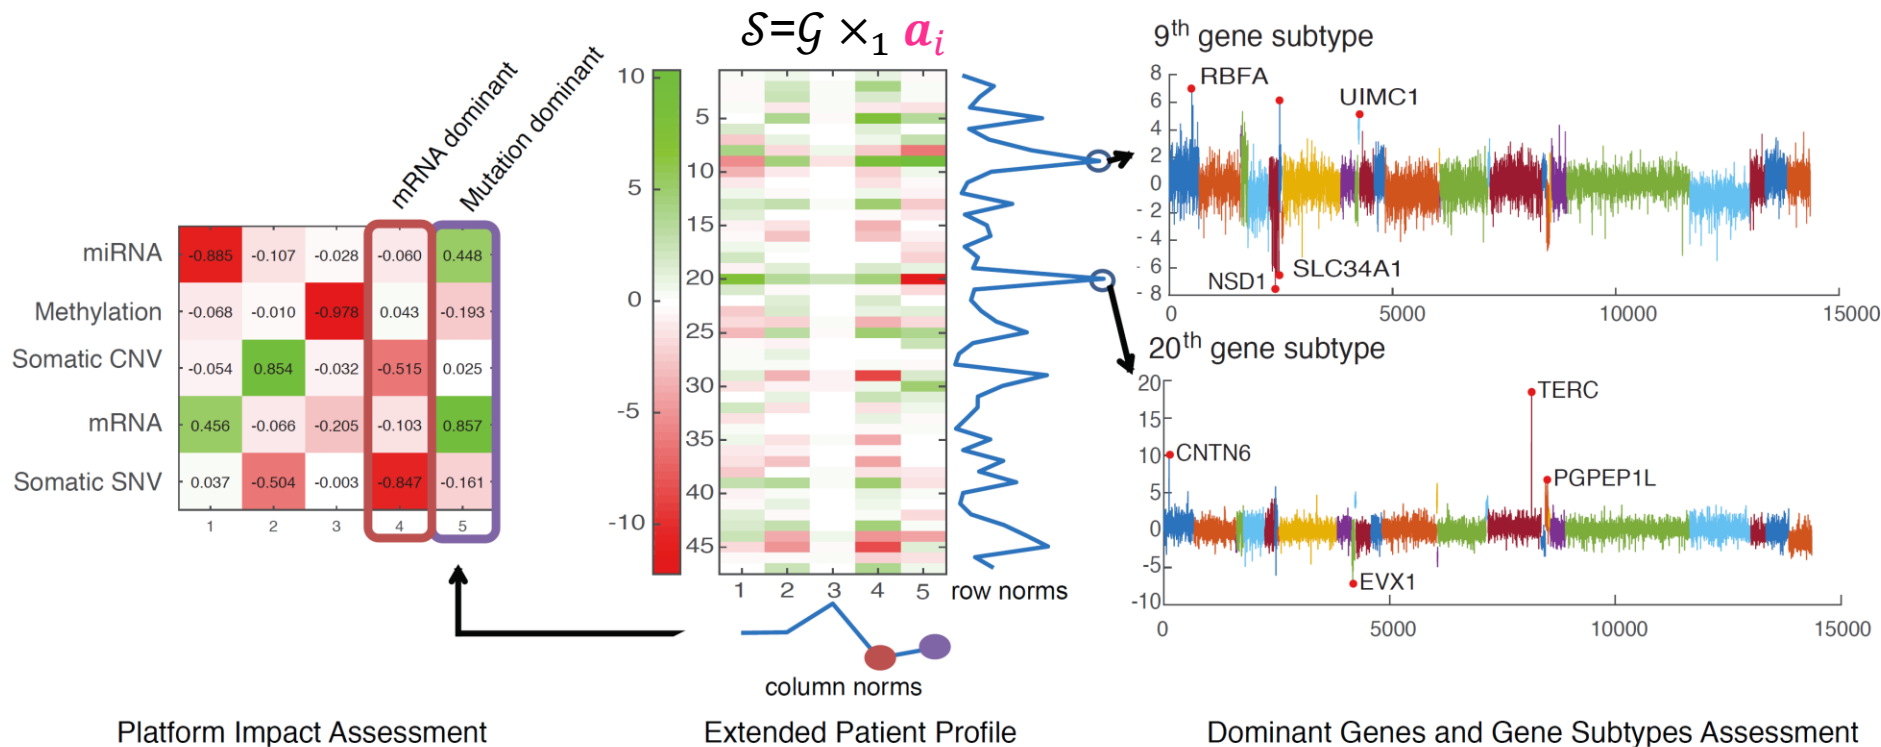 𝒮=𝒢 ×₁ 𝒂ᵢ
mRNA dominant
Mutation dominant
miRNA
Methylation
Somatic CNV
mRNA
Somatic SNV
-0.885 -0.107 -0.028 -0.060 0.448
-0.068 -0.010 -0.978 0.043 -0.193
-0.054 0.854 -0.032 -0.515 0.025
0.456 -0.066 -0.205 -0.103 0.857
0.037 -0.504 -0.003 -0.847 -0.161
1 2 3 4 5
10
5
0
-5
-10
5
10
15
20
25
30
35
40
45
1 2 3 4 5
row norms
column norms
9th gene subtype
8
6
4
2
0
-2
-4
-6
-8
RBFA
UIMC1
NSD1
SLC34A1
0 5000 10000 15000
20th gene subtype
20
15
10
5
0
-5
-10
CNTN6
TERC
PGPEP1L
EVX1
0 5000 10000 15000
Platform Impact Assessment
Extended Patient Profile
Dominant Genes and Gene Subtypes Assessment